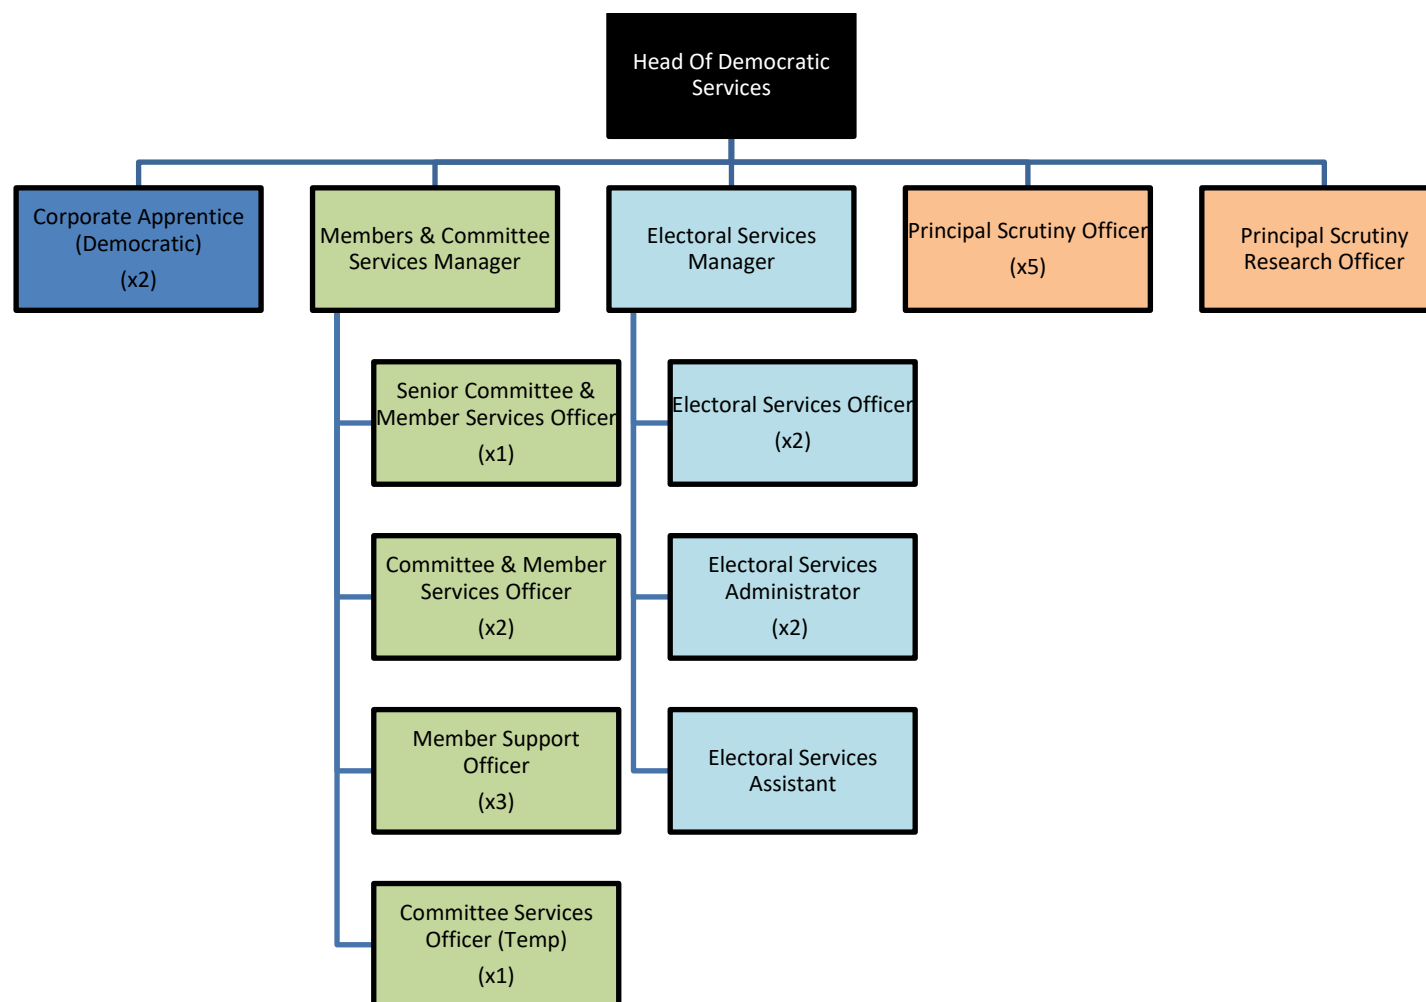 Head Of Democratic
Services
Corporate Apprentice
(Democratic)
(x2)
Members & Committee
Services Manager
Electoral Services
Manager
Principal Scrutiny Officer
(x5)
Principal Scrutiny
Research Officer
Senior Committee &
Member Services Officer
(x1)
Committee & Member
Services Officer
(x2)
Member Support
Officer
(x3)
Committee Services
Officer (Temp)
(x1)
Electoral Services Officer
(x2)
Electoral Services
Administrator
(x2)
Electoral Services
Assistant